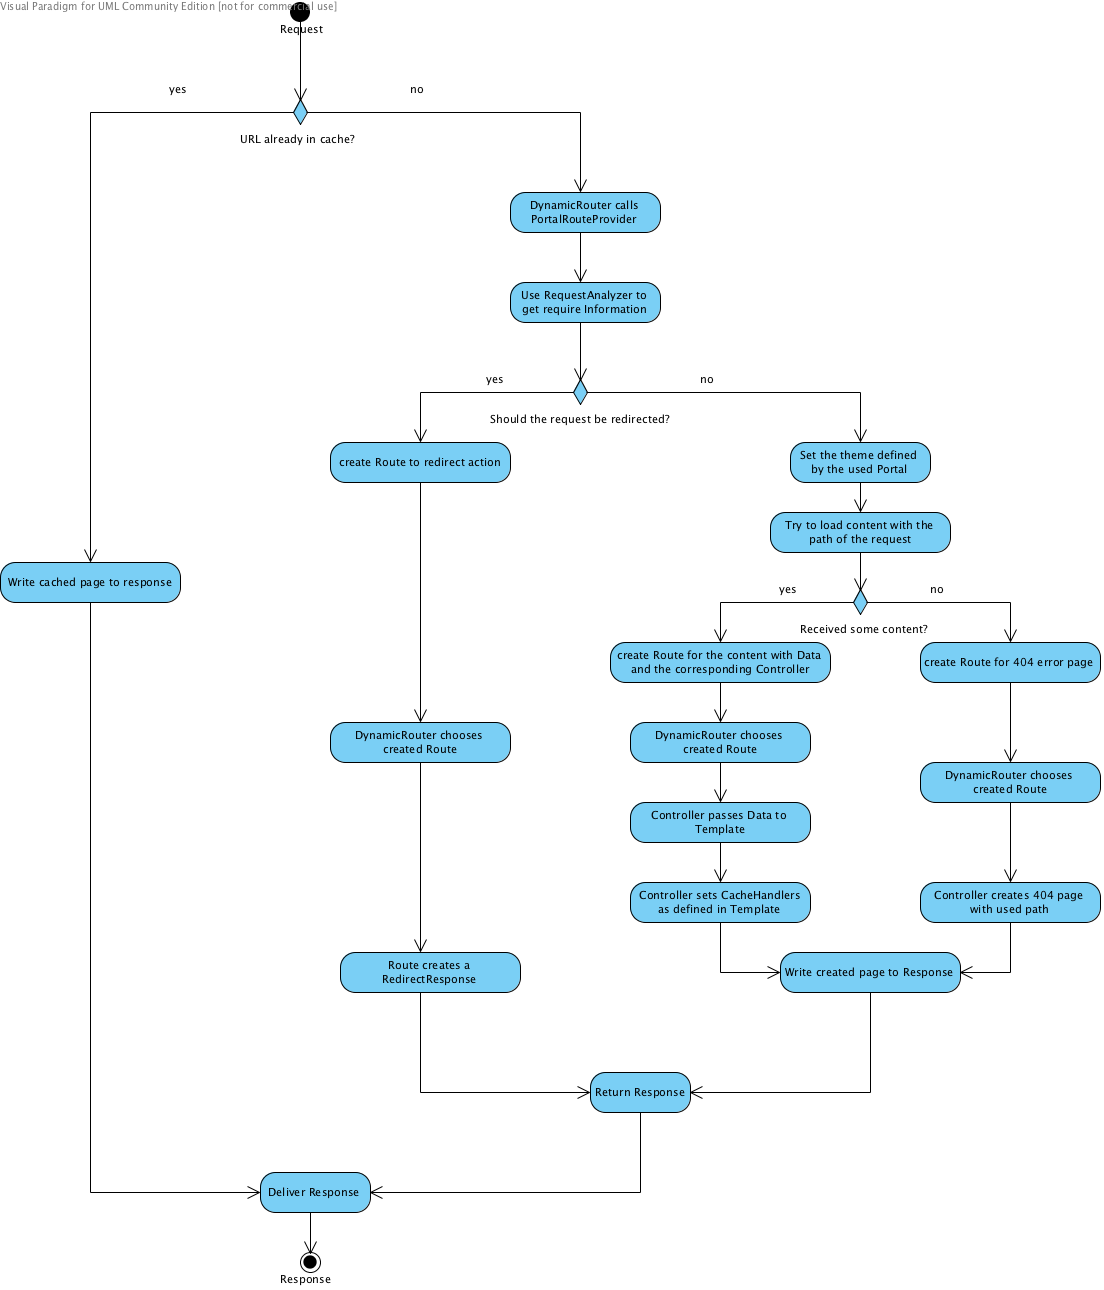 Visual Paradigm for UML Community Edition [not for commercial use]
Request
yes
no
URL already in cache?
DynamicRouter calls
PortalRouteProvider
Use RequestAnalyzer to
get require Information
yes
no
Should the request be redirected?
create Route to redirect action
Set the theme defined
by the used Portal
Try to load content with the
path of the request
Write cached page to response
yes
no
Received some content?
create Route for the content with Data
and the corresponding Controller
create Route for 404 error page
DynamicRouter chooses
created Route
DynamicRouter chooses
created Route
DynamicRouter chooses
created Route
Controller passes Data to
Template
Controller sets CacheHandlers
as defined in Template
Controller creates 404 page
with used path
Route creates a
RedirectResponse
Write created page to Response
Return Response
Deliver Response
Response